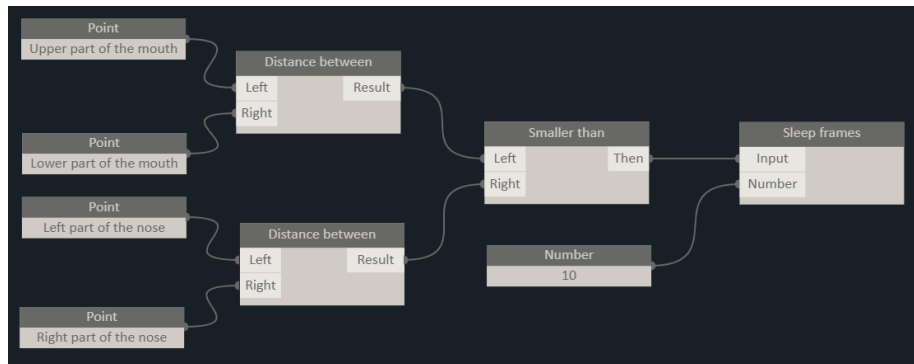 Point
Upper part of the mouth
Distance between
Left
Result
Right
Point
Lower part of the mouth
Smaller than
Left
Then
Right
Sleep frames
Input
Number
Point
Left part of the nose
Distance between
Left
Result
Right
Number
10
Point
Right part of the nose